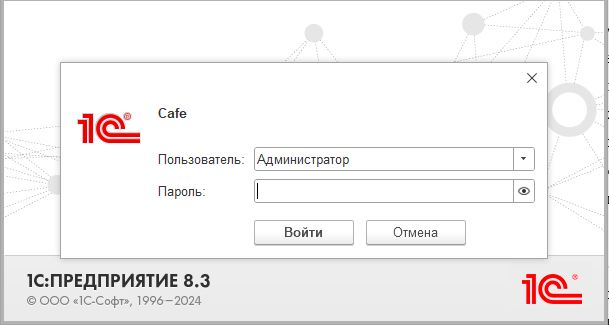 1С®
Cafe
Пользователь: Администратор
Пароль:
Войти Отмена
1С:ПРЕДПРИЯТИЕ 8.3
© ООО «1С-Софт», 1996–2024
1С®